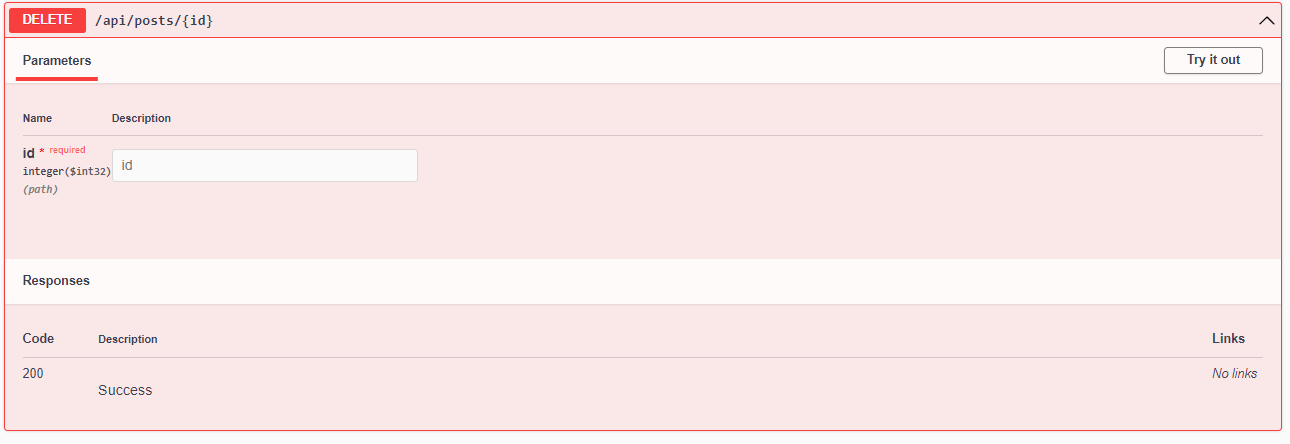 DELETE /api/posts/{id}
Parameters
Try it out
Name Description
id * required
integer($int32)
(path)
id
Responses
Code Description Links
200 No links
Success